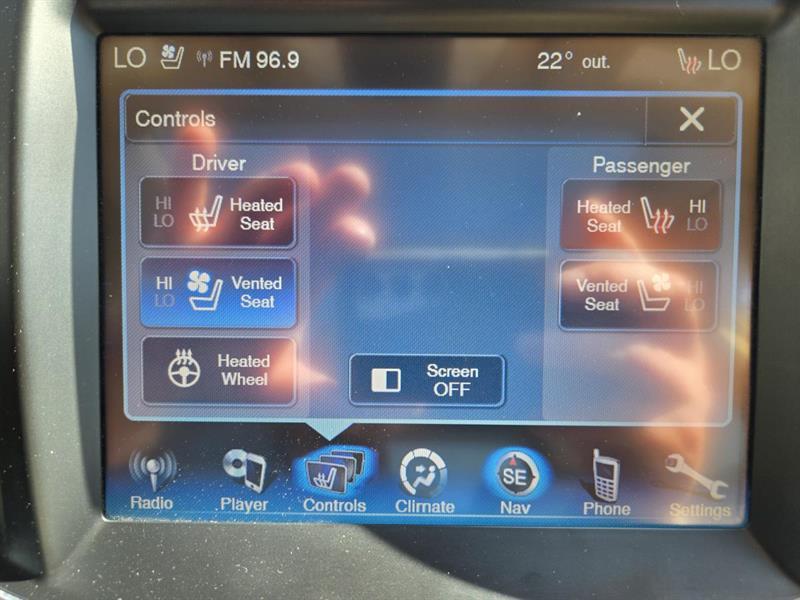 LO FM 96.9 22° out. LO
Controls
Driver Passenger
HI LO Heated Seat
Heated Seat HI LO
HI LO Vented Seat
Vented Seat HI LO
Heated Wheel
Screen OFF
Radio Player Controls Climate SE Nav Phone Settings